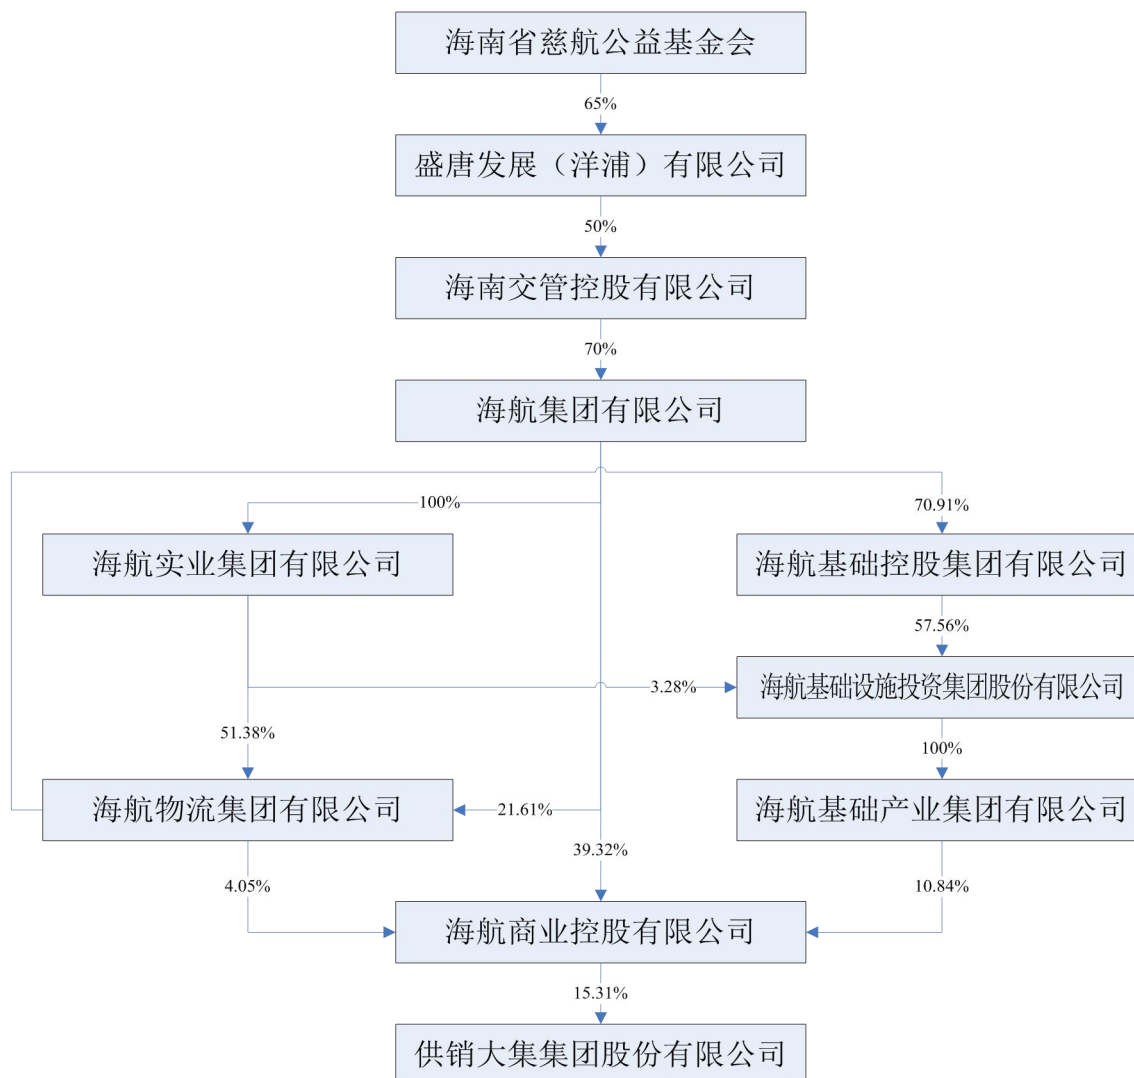 海南省慈航公益基金会
65%
盛唐发展（洋浦）有限公司
50%
海南交管控股有限公司
70%
海航集团有限公司
100%
70.91%
海航实业集团有限公司
海航基础控股集团有限公司
57.56%
3.28%
海航基础设施投资集团股份有限公司
51.38%
100%
海航物流集团有限公司
21.61%
海航基础产业集团有限公司
39.32%
4.05%
10.84%
海航商业控股有限公司
15.31%
供销大集集团股份有限公司